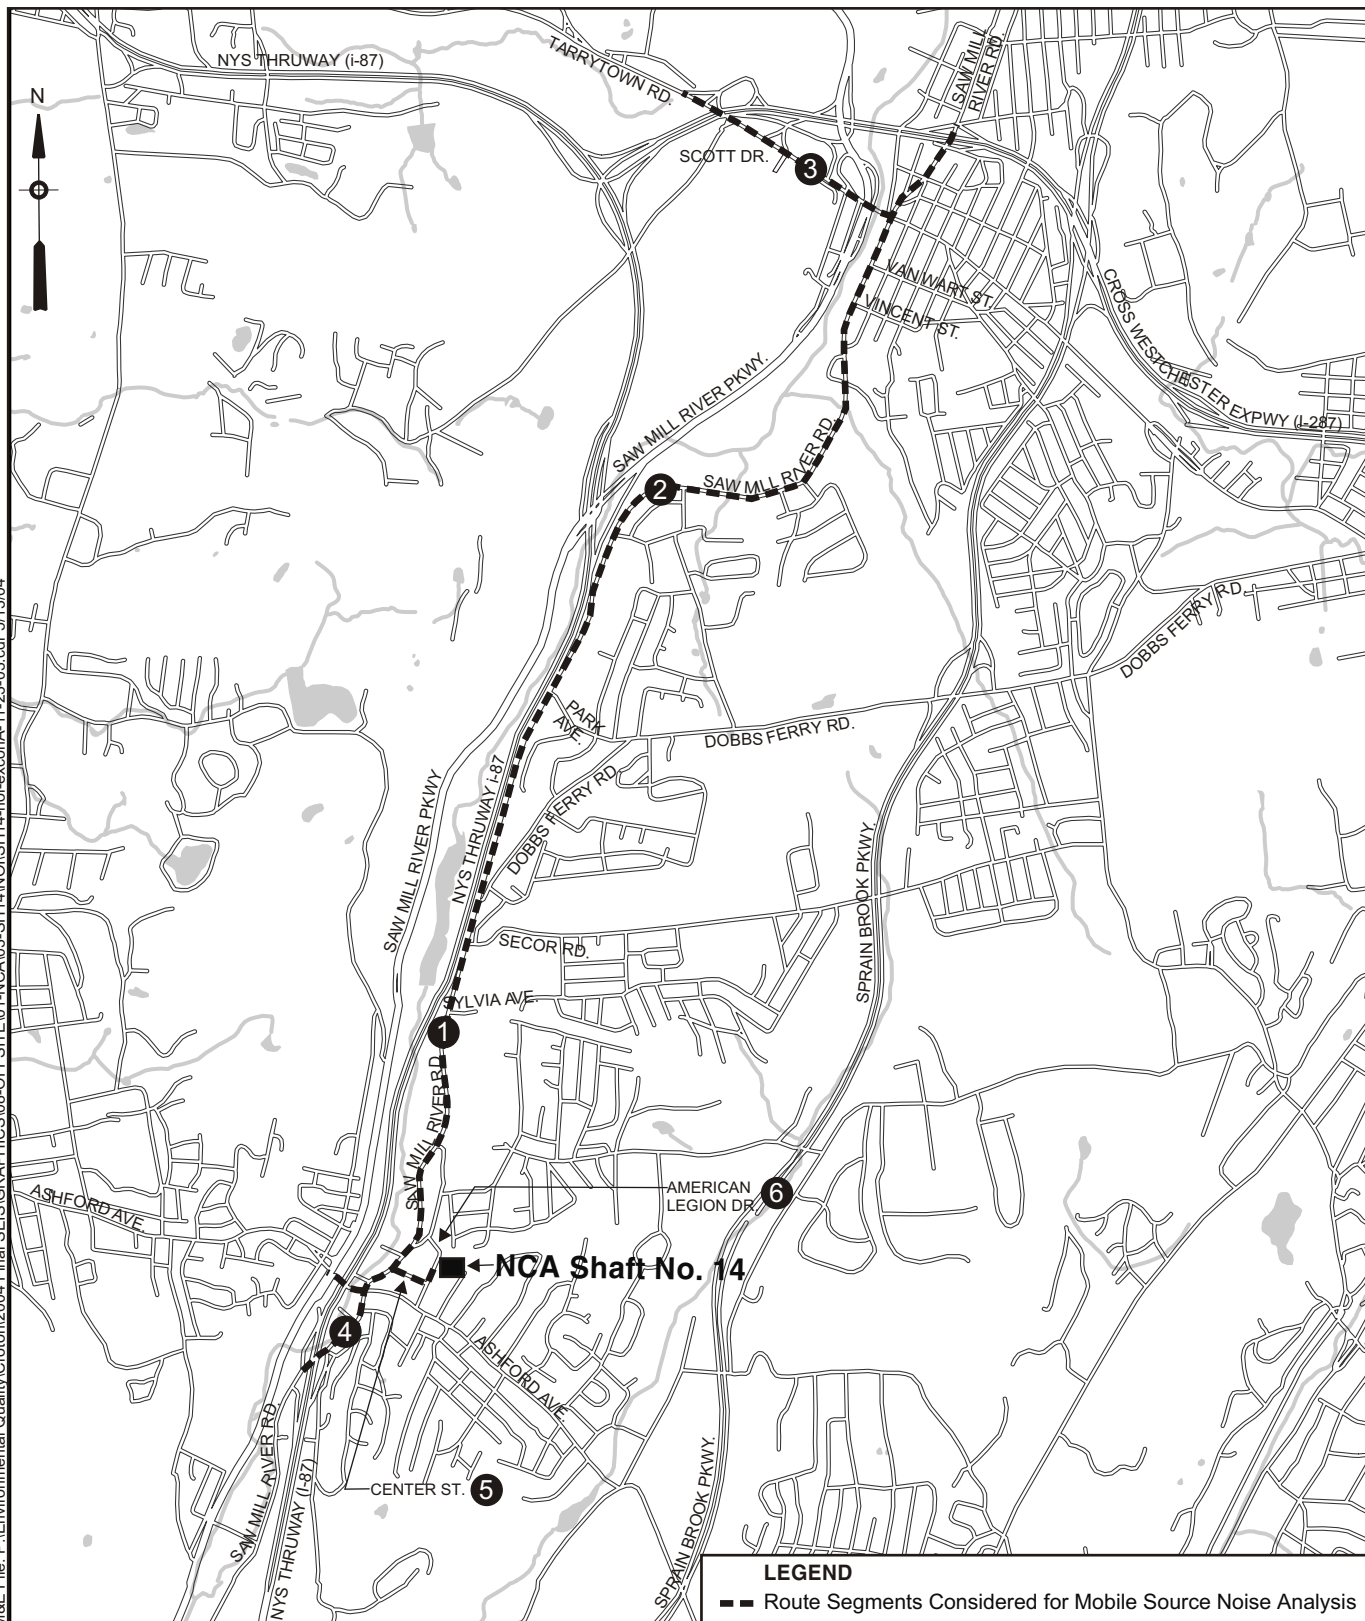 NYS THRUWAY (i-87)
TARRYTOWN RD.
SAW MILL
RIVER RD.
N
SCOTT DR.
3
VAN WART ST.
VINCENT ST.
CROSS WESTCHESTER EXPWY (I-287)
SAW MILL RIVER PKWY.
SAW MILL RIVER RD.
2
DOBBS FERRY RD.
PARK
AVE.
DOBBS FERRY RD.
DOBBS FERRY RD.
NYS THRUWAY i-87
SAW MILL RIVER PKWY
SPRAIN BROOK PKWY.
SECOR RD.
SYLVIA AVE.
1
SAW MILL RIVER RD.
AMERICAN
LEGION DR.
6
ASHFORD AVE.
NCA Shaft No. 14
4
ASHFORD AVE.
CENTER ST.
5
SAW MILL RIVER RD.
NYS THRUWAY (I-87)
SPRAIN BROOK PKWY.
LEGEND
Route Segments Considered for Mobile Source Noise Analysis